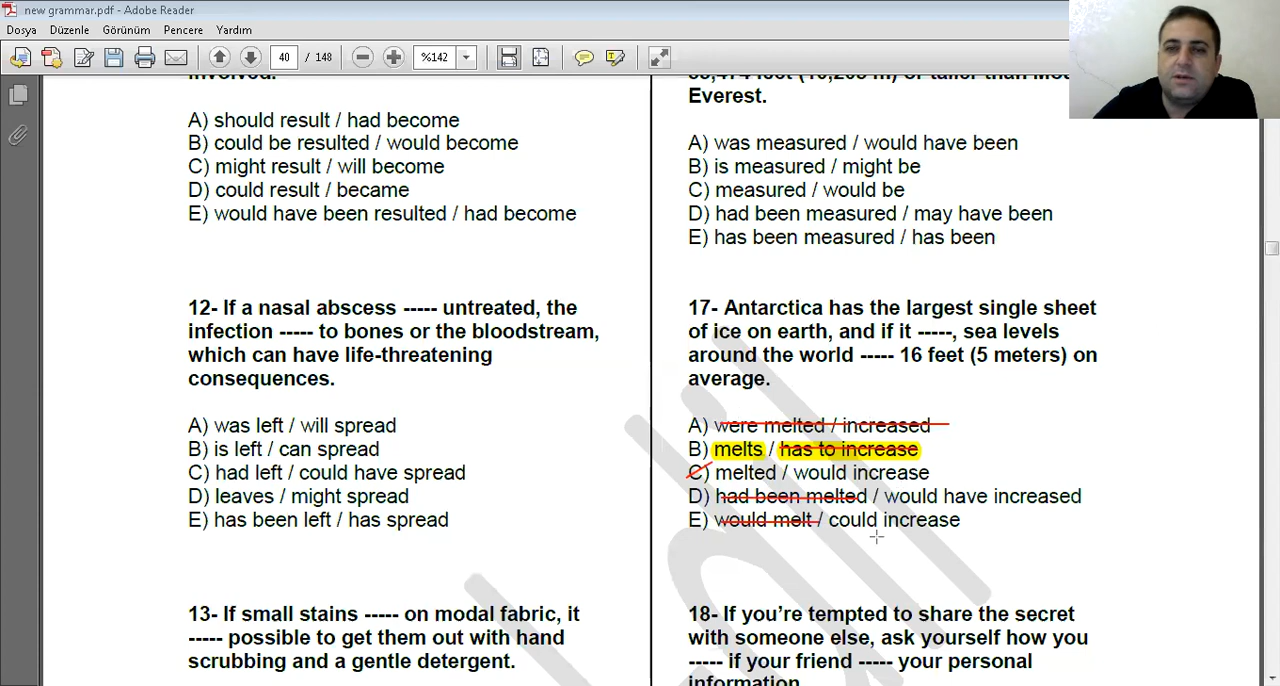 new grammar.pdf - Adobe Reader
Dosya Düzenle Görünüm Pencere Yardım
40 / 148 %142
involved.
A) should result / had become
B) could be resulted / would become
C) might result / will become
D) could result / became
E) would have been resulted / had become
12- If a nasal abscess ----- untreated, the
infection ----- to bones or the bloodstream,
which can have life-threatening
consequences.
A) was left / will spread
B) is left / can spread
C) had left / could have spread
D) leaves / might spread
E) has been left / has spread
13- If small stains ----- on modal fabric, it
----- possible to get them out with hand
scrubbing and a gentle detergent.
Everest.
A) was measured / would have been
B) is measured / might be
C) measured / would be
D) had been measured / may have been
E) has been measured / has been
17- Antarctica has the largest single sheet
of ice on earth, and if it -----, sea levels
around the world ----- 16 feet (5 meters) on
average.
A) were melted / increased
B) melts / has to increase
C) melted / would increase
D) had been melted / would have increased
E) would melt / could increase
18- If you’re tempted to share the secret
with someone else, ask yourself how you
----- if your friend ----- your personal
information